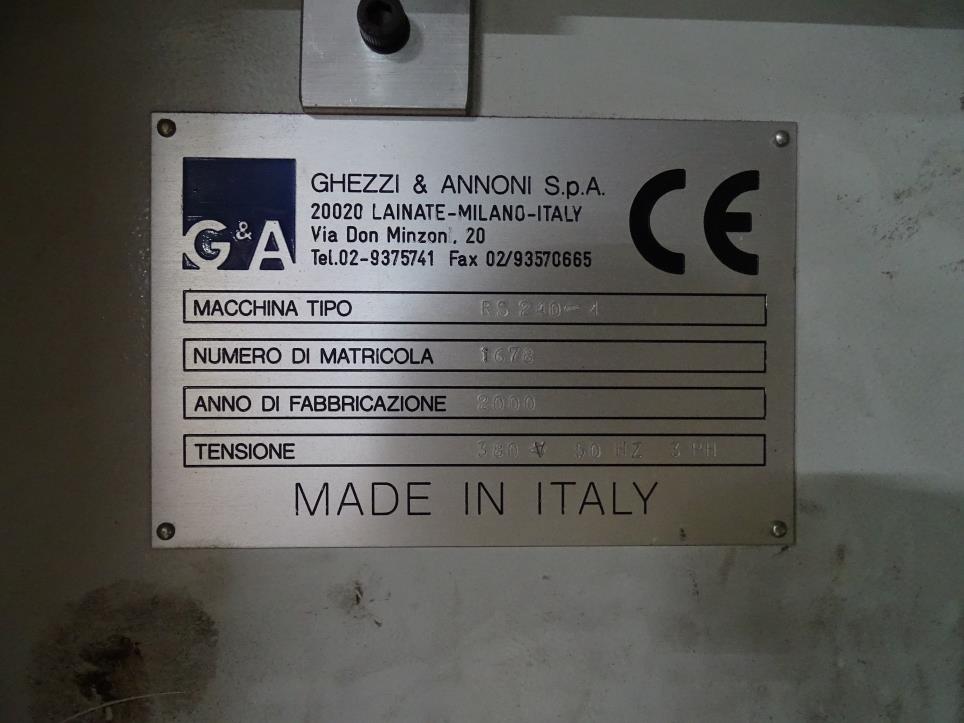 G&A
GHEZZI & ANNONI S.p.A.
20020 LAINATE-MILANO-ITALY
Via Don Minzoni, 20
Tel.02-9375741 Fax 02/93570665
CE
MACCHINA TIPO RS 240-4
NUMERO DI MATRICOLA 1678
ANNO DI FABBRICAZIONE 2000
TENSIONE 380 V 50 HZ 3 PH
MADE IN ITALY